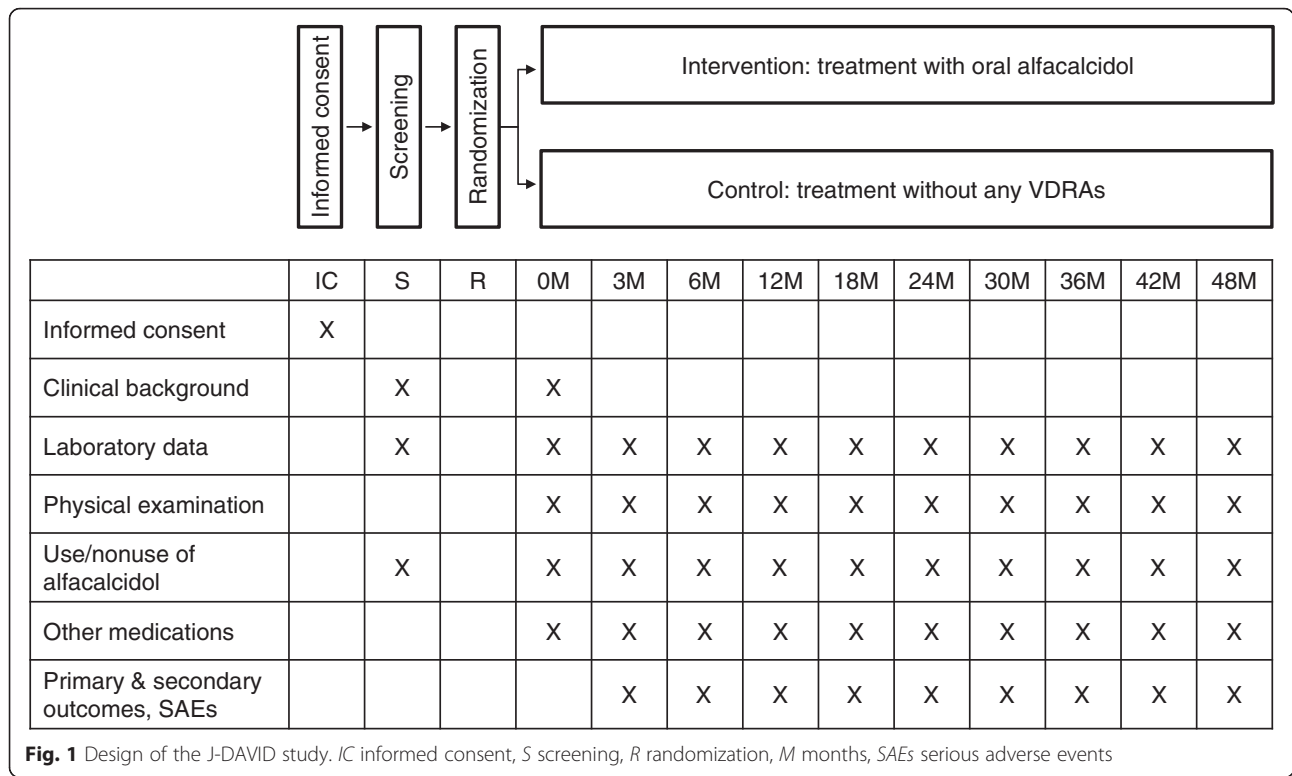 Informed consent
Screening
Randomization
Intervention: treatment with oral alfacalcidol
Control: treatment without any VDRAs
IC S R 0M 3M 6M 12M 18M 24M 30M 36M 42M 48M
Informed consent X
Clinical background X X
Laboratory data X X X X X X X X X X X
Physical examination X X X X X X X X X X
Use/nonuse of
alfacalcidol X X X X X X X X X X X
Other medications X X X X X X X X X X
Primary & secondary
outcomes, SAEs X X X X X X X X X
Fig. 1 Design of the J-DAVID study. IC informed consent, S screening, R randomization, M months, SAEs serious adverse events